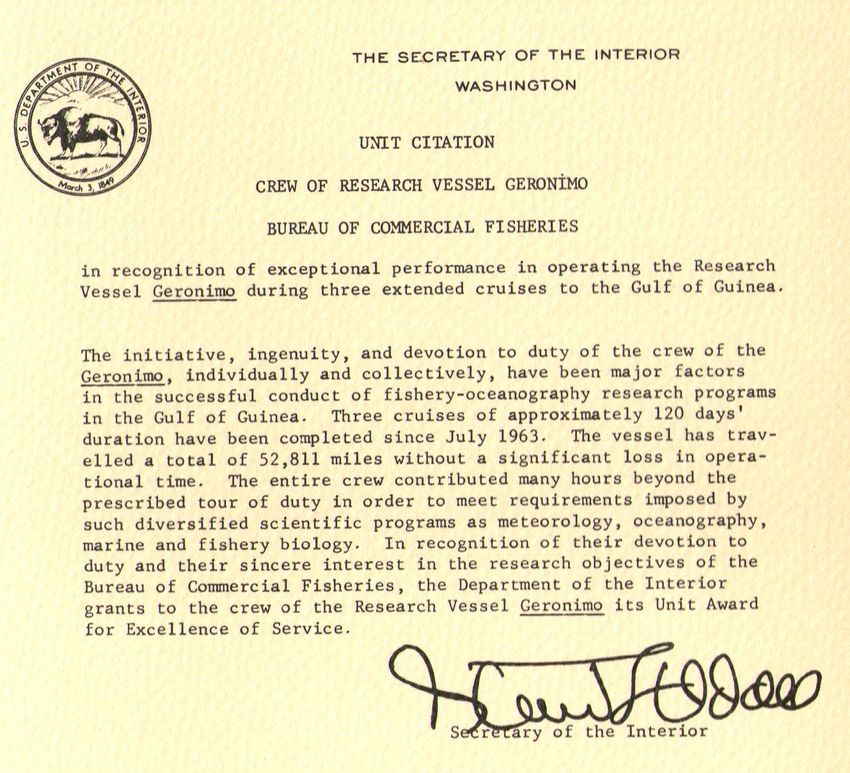 THE SECRETARY OF THE INTERIOR
WASHINGTON
U. S. DEPARTMENT OF THE INTERIOR
March 3, 1849
UNIT CITATION
CREW OF RESEARCH VESSEL GERONIMO
BUREAU OF COMMERCIAL FISHERIES
in recognition of exceptional performance in operating the Research
Vessel Geronimo during three extended cruises to the Gulf of Guinea.
The initiative, ingenuity, and devotion to duty of the crew of the
Geronimo, individually and collectively, have been major factors
in the successful conduct of fishery-oceanography research programs
in the Gulf of Guinea. Three cruises of approximately 120 days'
duration have been completed since July 1963. The vessel has trav-
elled a total of 52,811 miles without a significant loss in opera-
tional time. The entire crew contributed many hours beyond the
prescribed tour of duty in order to meet requirements imposed by
such diversified scientific programs as meteorology, oceanography,
marine and fishery biology. In recognition of their devotion to
duty and their sincere interest in the research objectives of the
Bureau of Commercial Fisheries, the Department of the Interior
grants to the crew of the Research Vessel Geronimo its Unit Award
for Excellence of Service.
Secretary of the Interior